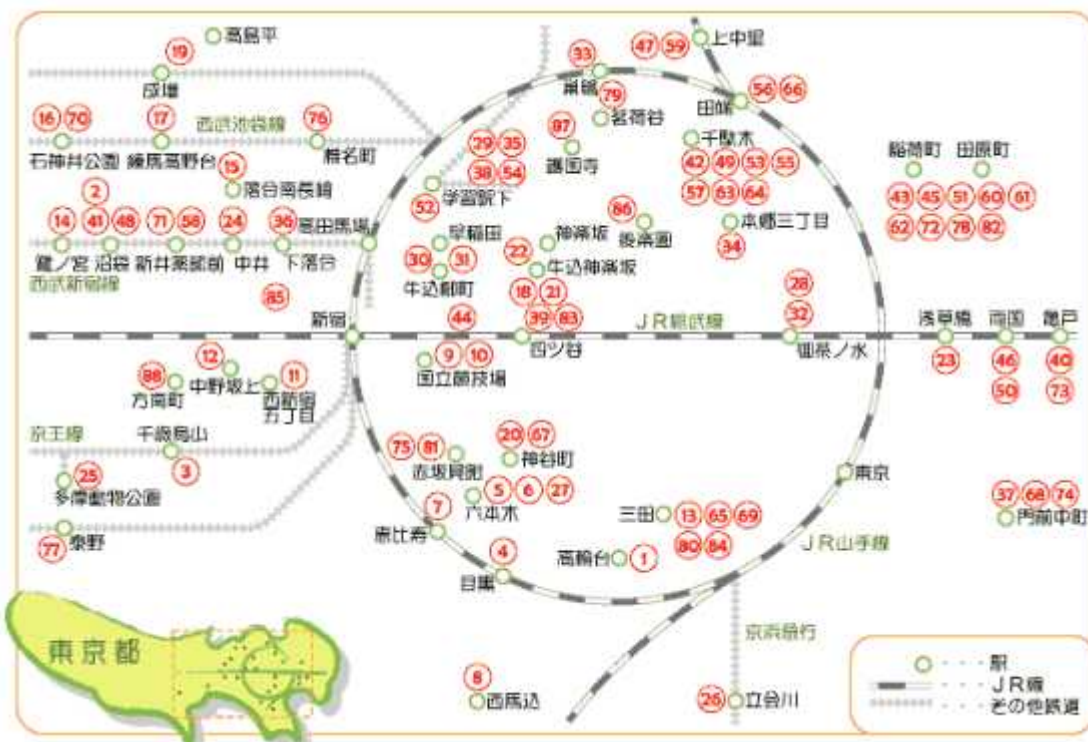 高島平
19
成増
33
巣鴨
47 59
上中里
56 66
田端
16 70
石神井公園
17
練馬高野台
西武池袋線
76
椎名町
79
茗荷谷
87
護国寺
千駄木
42 49 53 55
57 63 64
稲荷町
田原町
43 45 51 60 61
62 72 78 82
15
落合南長崎
29 35
38 54
学習院下
52
2
14 41 48 71 58 24 36
高田馬場
鷺ノ宮
沼袋
新井薬師前
中井
下落合
西武新宿線
85
早稲田
30 31
牛込柳町
神楽坂
22
牛込神楽坂
86
後楽園
本郷三丁目
34
18 21
39 83
四ツ谷
44
新宿
JR総武線
28
32
御茶ノ水
浅草橋
23
両国
46
50
亀戸
40
73
9 10
国立競技場
12
中野坂上
88
方南町
11
西新宿
五丁目
京王線
千歳烏山
3
25
多摩動物公園
77
秦野
75 81
赤坂見附
20 67
神谷町
5 6 27
六本木
7
恵比寿
4
目黒
三田
13 65 69
80 84
高輪台
1
東京
JR山手線
37 68 74
門前中町
京浜急行
8
西馬込
26
立会川
東京都
・・・駅
・・・JR線
・・・その他鉄道